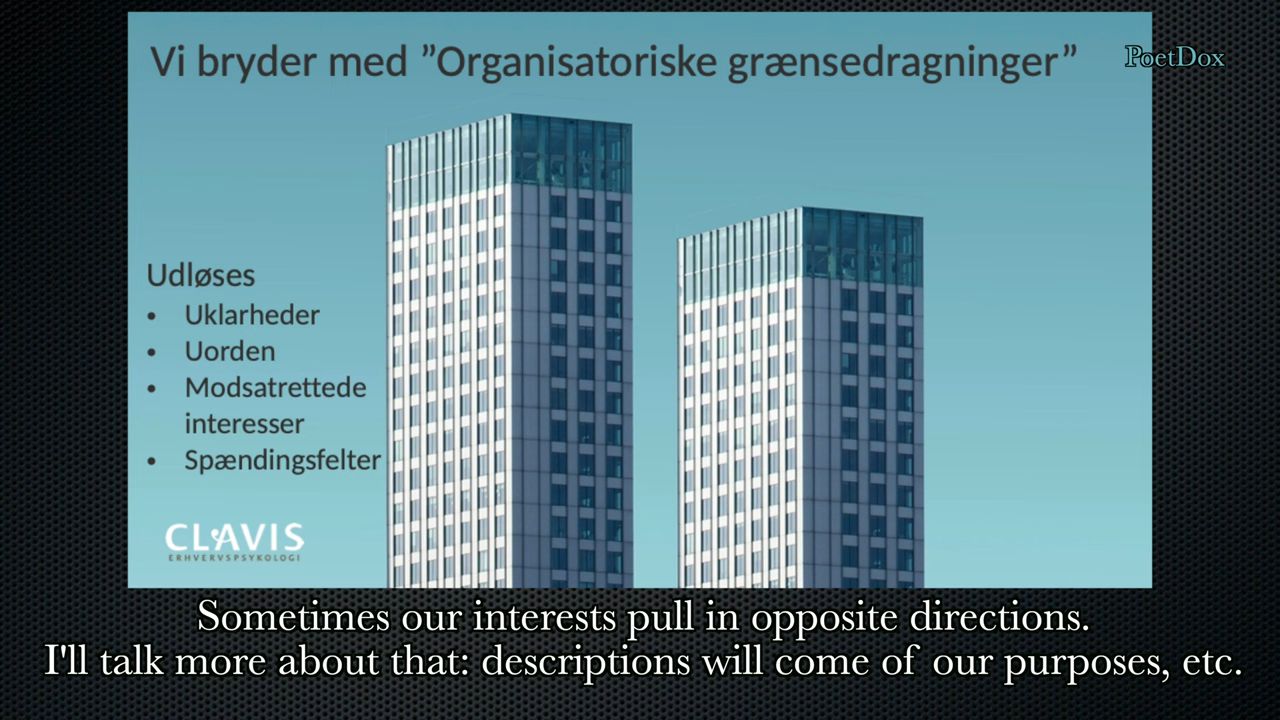 Vi bryder med ”Organisatoriske grænsedragninger”
PoetDox
Udløses
• Uklarheder
• Uorden
• Modsatrettede
interesser
• Spændingsfelter
CLAVIS
ERHVERVSPSYKOLOGI
Sometimes our interests pull in opposite directions.
I'll talk more about that: descriptions will come of our purposes, etc.